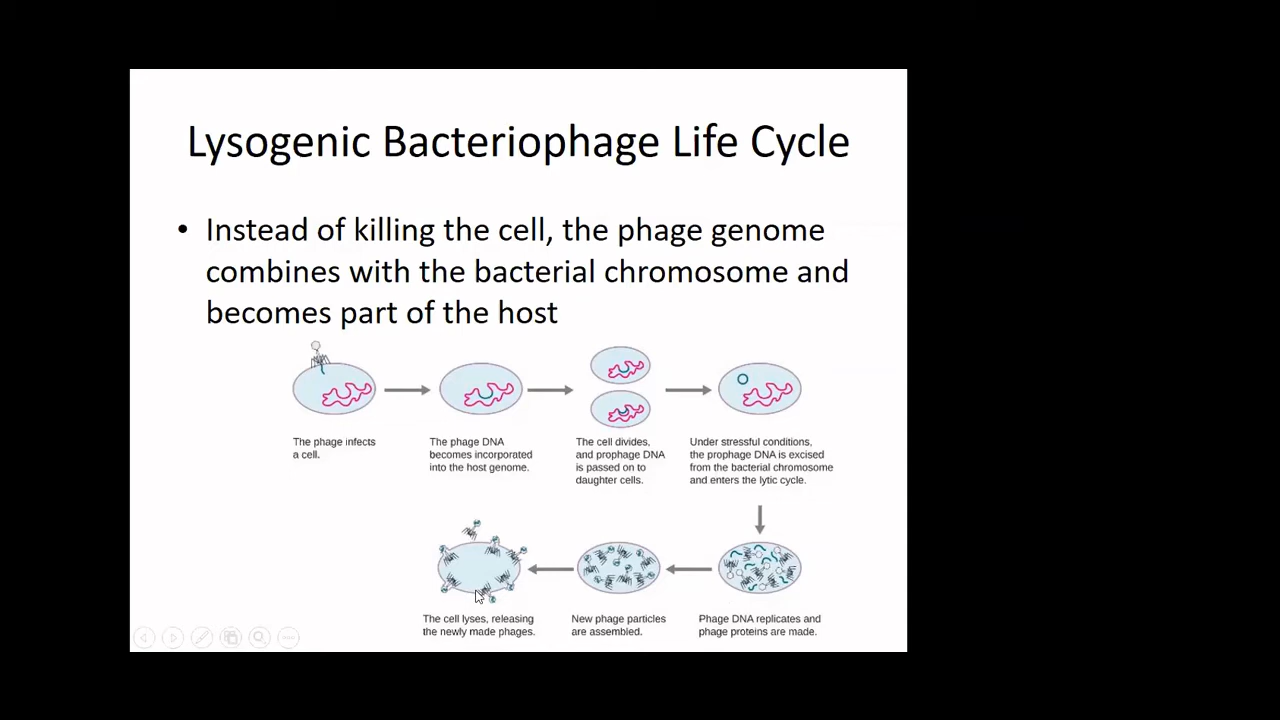 Lysogenic Bacteriophage Life Cycle
• Instead of killing the cell, the phage genome
combines with the bacterial chromosome and
becomes part of the host
The phage infects
a cell.
The phage DNA
becomes incorporated
into the host genome.
The cell divides,
and prophage DNA
is passed on to
daughter cells.
Under stressful conditions,
the prophage DNA is excised
from the bacterial chromosome
and enters the lytic cycle.
The cell lyses, releasing
the newly made phages.
New phage particles
are assembled.
Phage DNA replicates and
phage proteins are made.